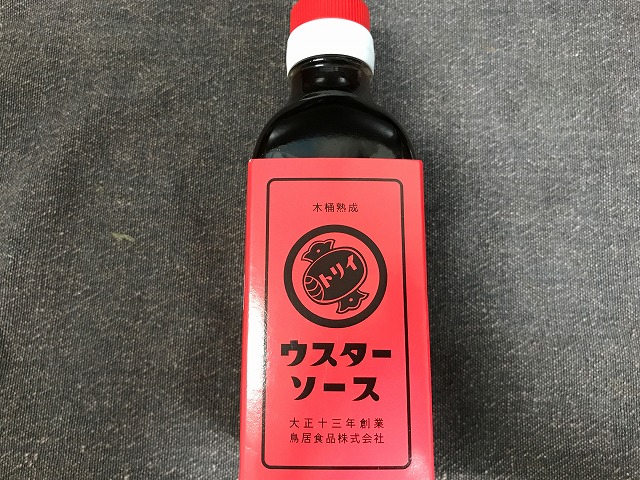 木桶熟成
トリイ
ウスター
ソース
大正十三年創業
鳥居食品株式会社